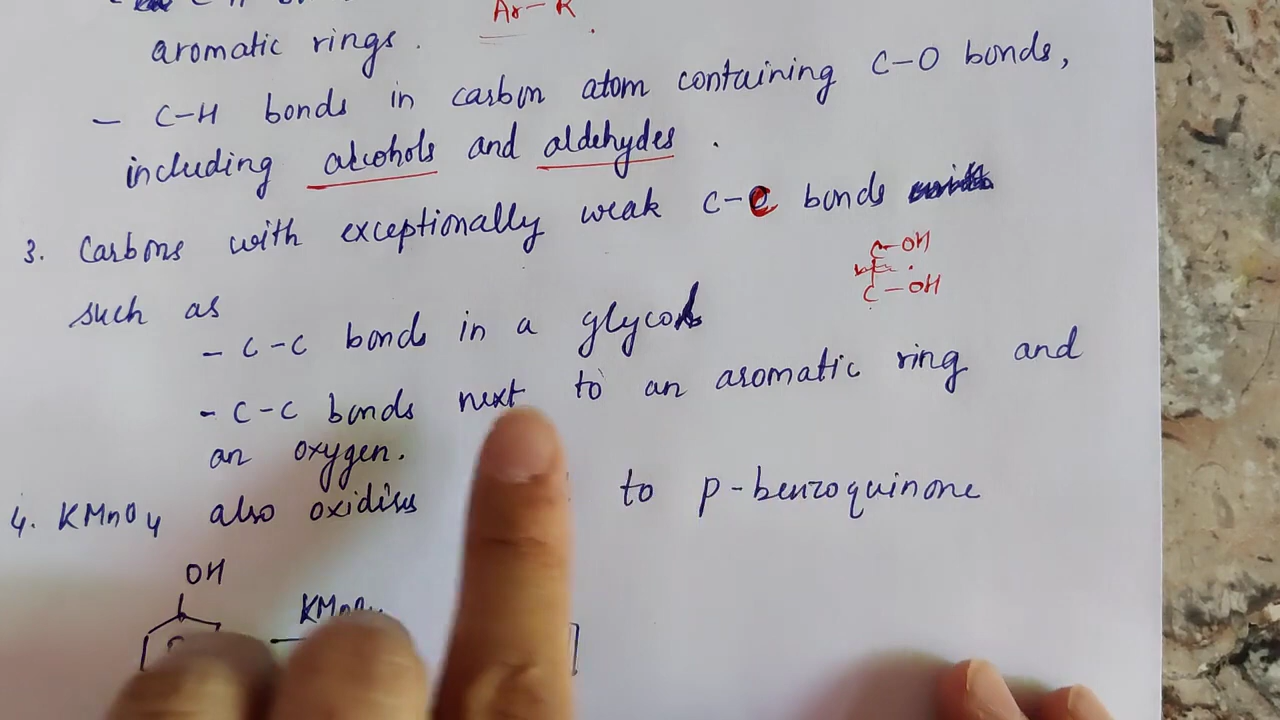 C-H
Ar-R
aromatic rings.
- C-H bonds in carbon atom containing C-O bonds,
including alcohols and aldehydes.
3. Carbons with exceptionally weak C-C bonds
C-OH
C-OH
such as
- C-C bonds in a glycol
- C-C bonds next to an aromatic ring and
an oxygen.
4. KMnO4 also oxidises to p-benzoquinone
OH
KMnO4